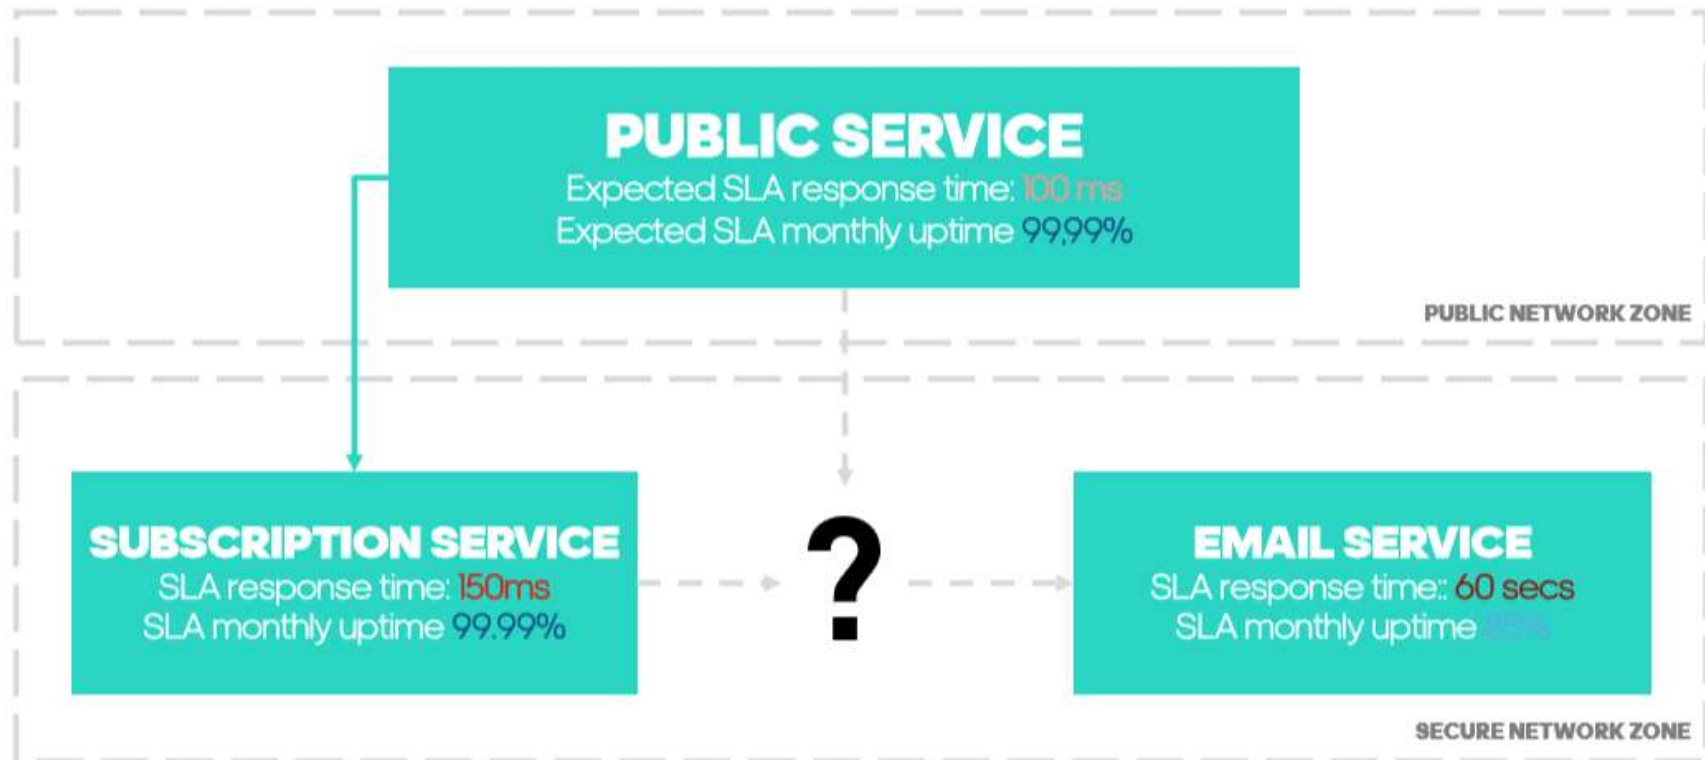 PUBLIC SERVICE
Expected SLA response time: 100 ms
Expected SLA monthly uptime 99,99%
PUBLIC NETWORK ZONE
SUBSCRIPTION SERVICE
SLA response time: 150ms
SLA monthly uptime 99.99%
?
EMAIL SERVICE
SLA response time:: 60 secs
SLA monthly uptime
SECURE NETWORK ZONE